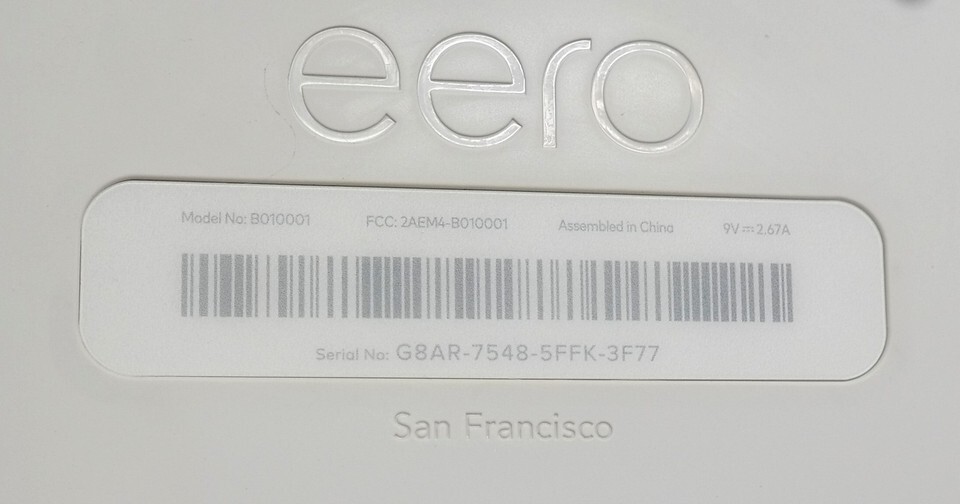 eero
Model No: B010001 FCC: 2AEM4-B010001 Assembled in China 9V⎓2.67A
Serial No: G8AR-7548-5FFK-3F77
San Francisco